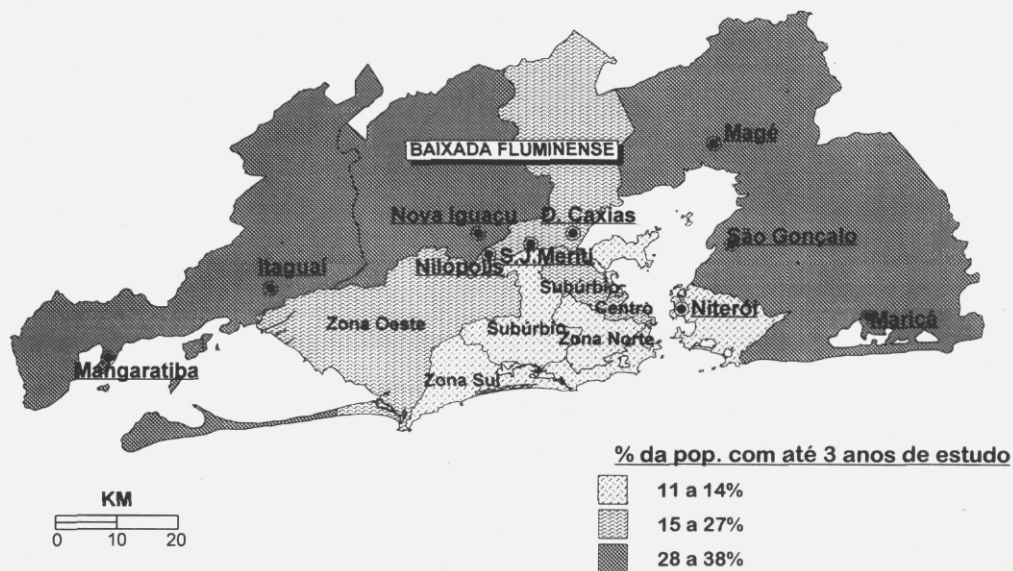 Magé
BAIXADA FLUMINENSE
Nova Iguaçu
D. Caxias
São Gonçalo
Nilópolis
S.J.Meriti
Itaguaí
Subúrbio
Centro
Niterói
Maricá
Zona Oeste
Subúrbio
Zona Norte
Mangaratiba
Zona Sul
% da pop. com até 3 anos de estudo
11 a 14%
15 a 27%
28 a 38%
KM
0 10 20